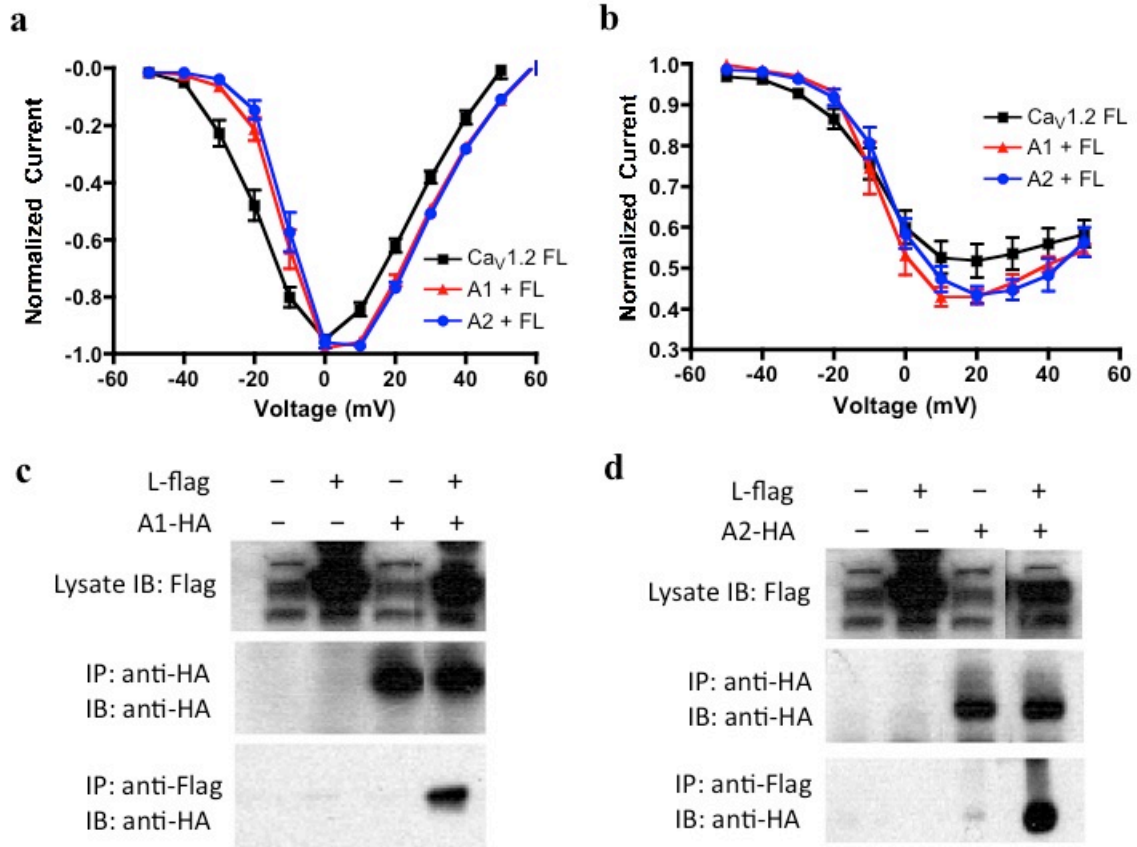 a
-0.0
-0.2
-0.4
-0.6
-0.8
-1.0
Normalized Current
-60 -40 -20 0 20 40 60
Voltage (mV)
CaV1.2 FL
A1 + FL
A2 + FL
b
1.0
0.9
0.8
0.7
0.6
0.5
0.4
0.3
Normalized Current
-60 -40 -20 0 20 40 60
Voltage (mV)
CaV1.2 FL
A1 + FL
A2 + FL
c
L-flag – + – +
A1-HA – – + +
Lysate IB: Flag
IP: anti-HA
IB: anti-HA
IP: anti-Flag
IB: anti-HA
d
L-flag – + – +
A2-HA – – + +
Lysate IB: Flag
IP: anti-HA
IB: anti-HA
IP: anti-Flag
IB: anti-HA